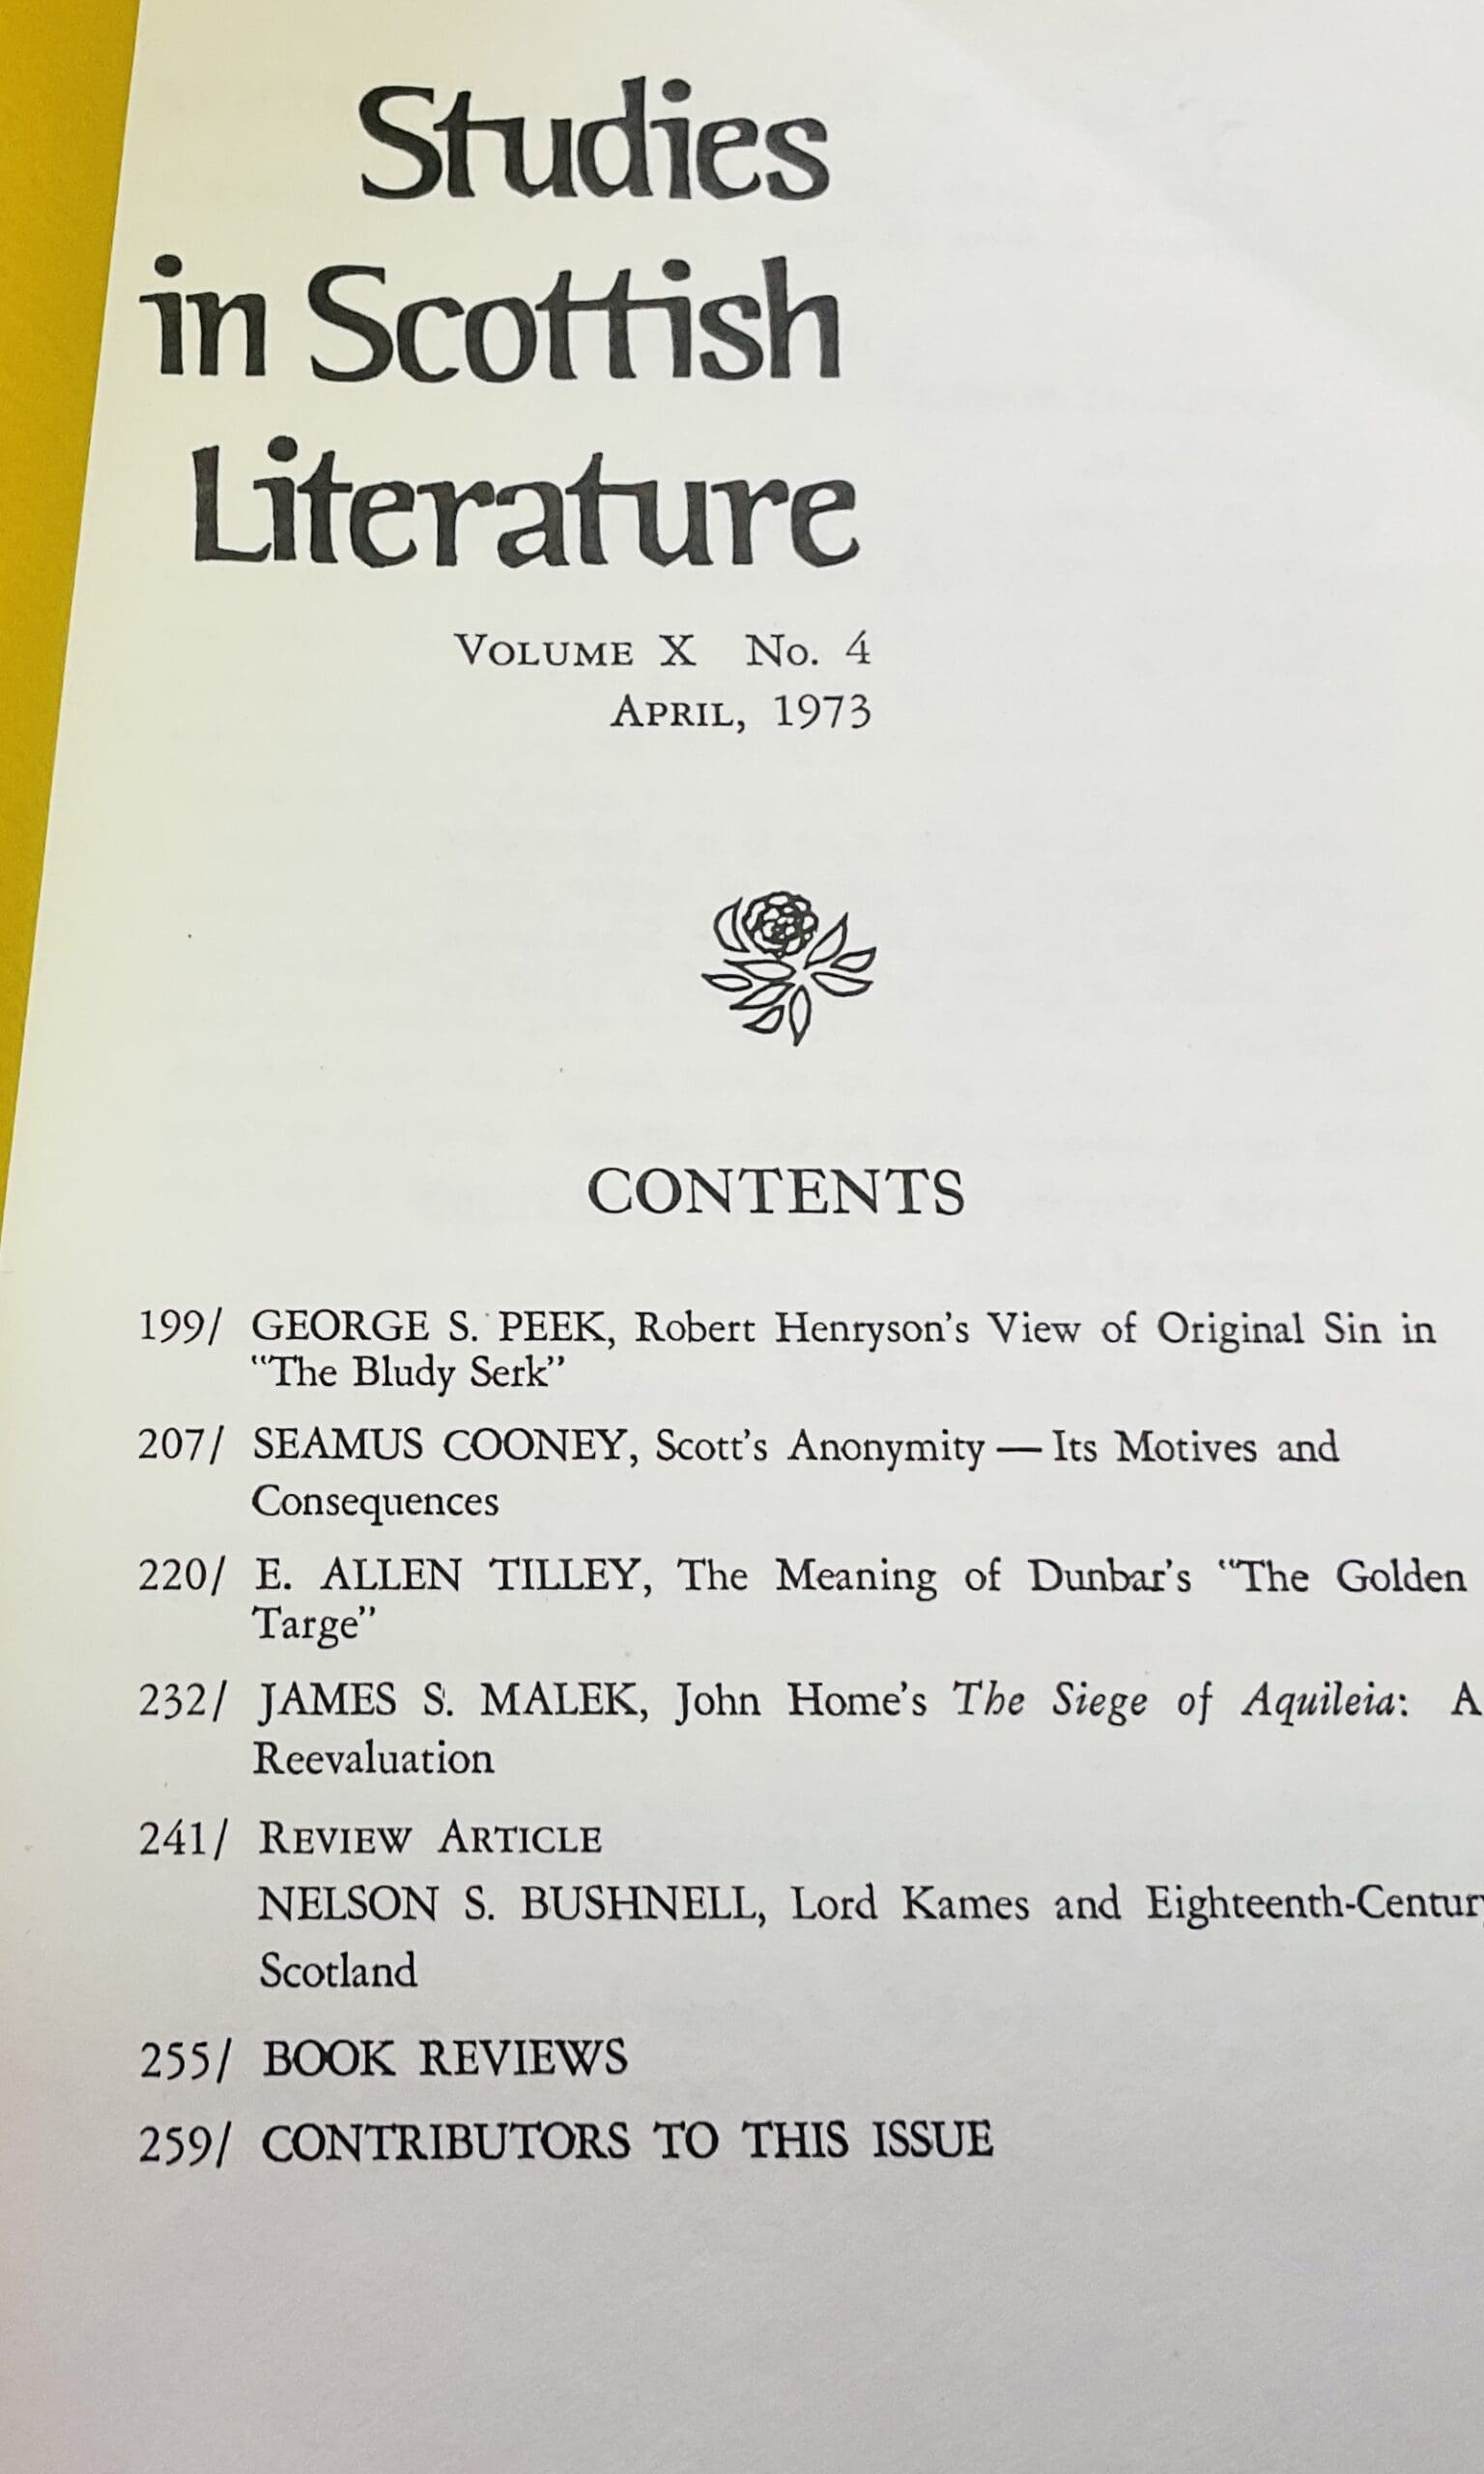 Studies
in Scottish
Literature
VOLUME X No. 4
APRIL, 1973
CONTENTS
199/ GEORGE S. PEEK, Robert Henryson's View of Original Sin in
"The Bludy Serk"
207/ SEAMUS COONEY, Scott's Anonymity — Its Motives and
Consequences
220/ E. ALLEN TILLEY, The Meaning of Dunbar's "The Golden
Targe"
232/ JAMES S. MALEK, John Home's The Siege of Aquileia: A
Reevaluation
241/ REVIEW ARTICLE
NELSON S. BUSHNELL, Lord Kames and Eighteenth-Century
Scotland
255/ BOOK REVIEWS
259/ CONTRIBUTORS TO THIS ISSUE